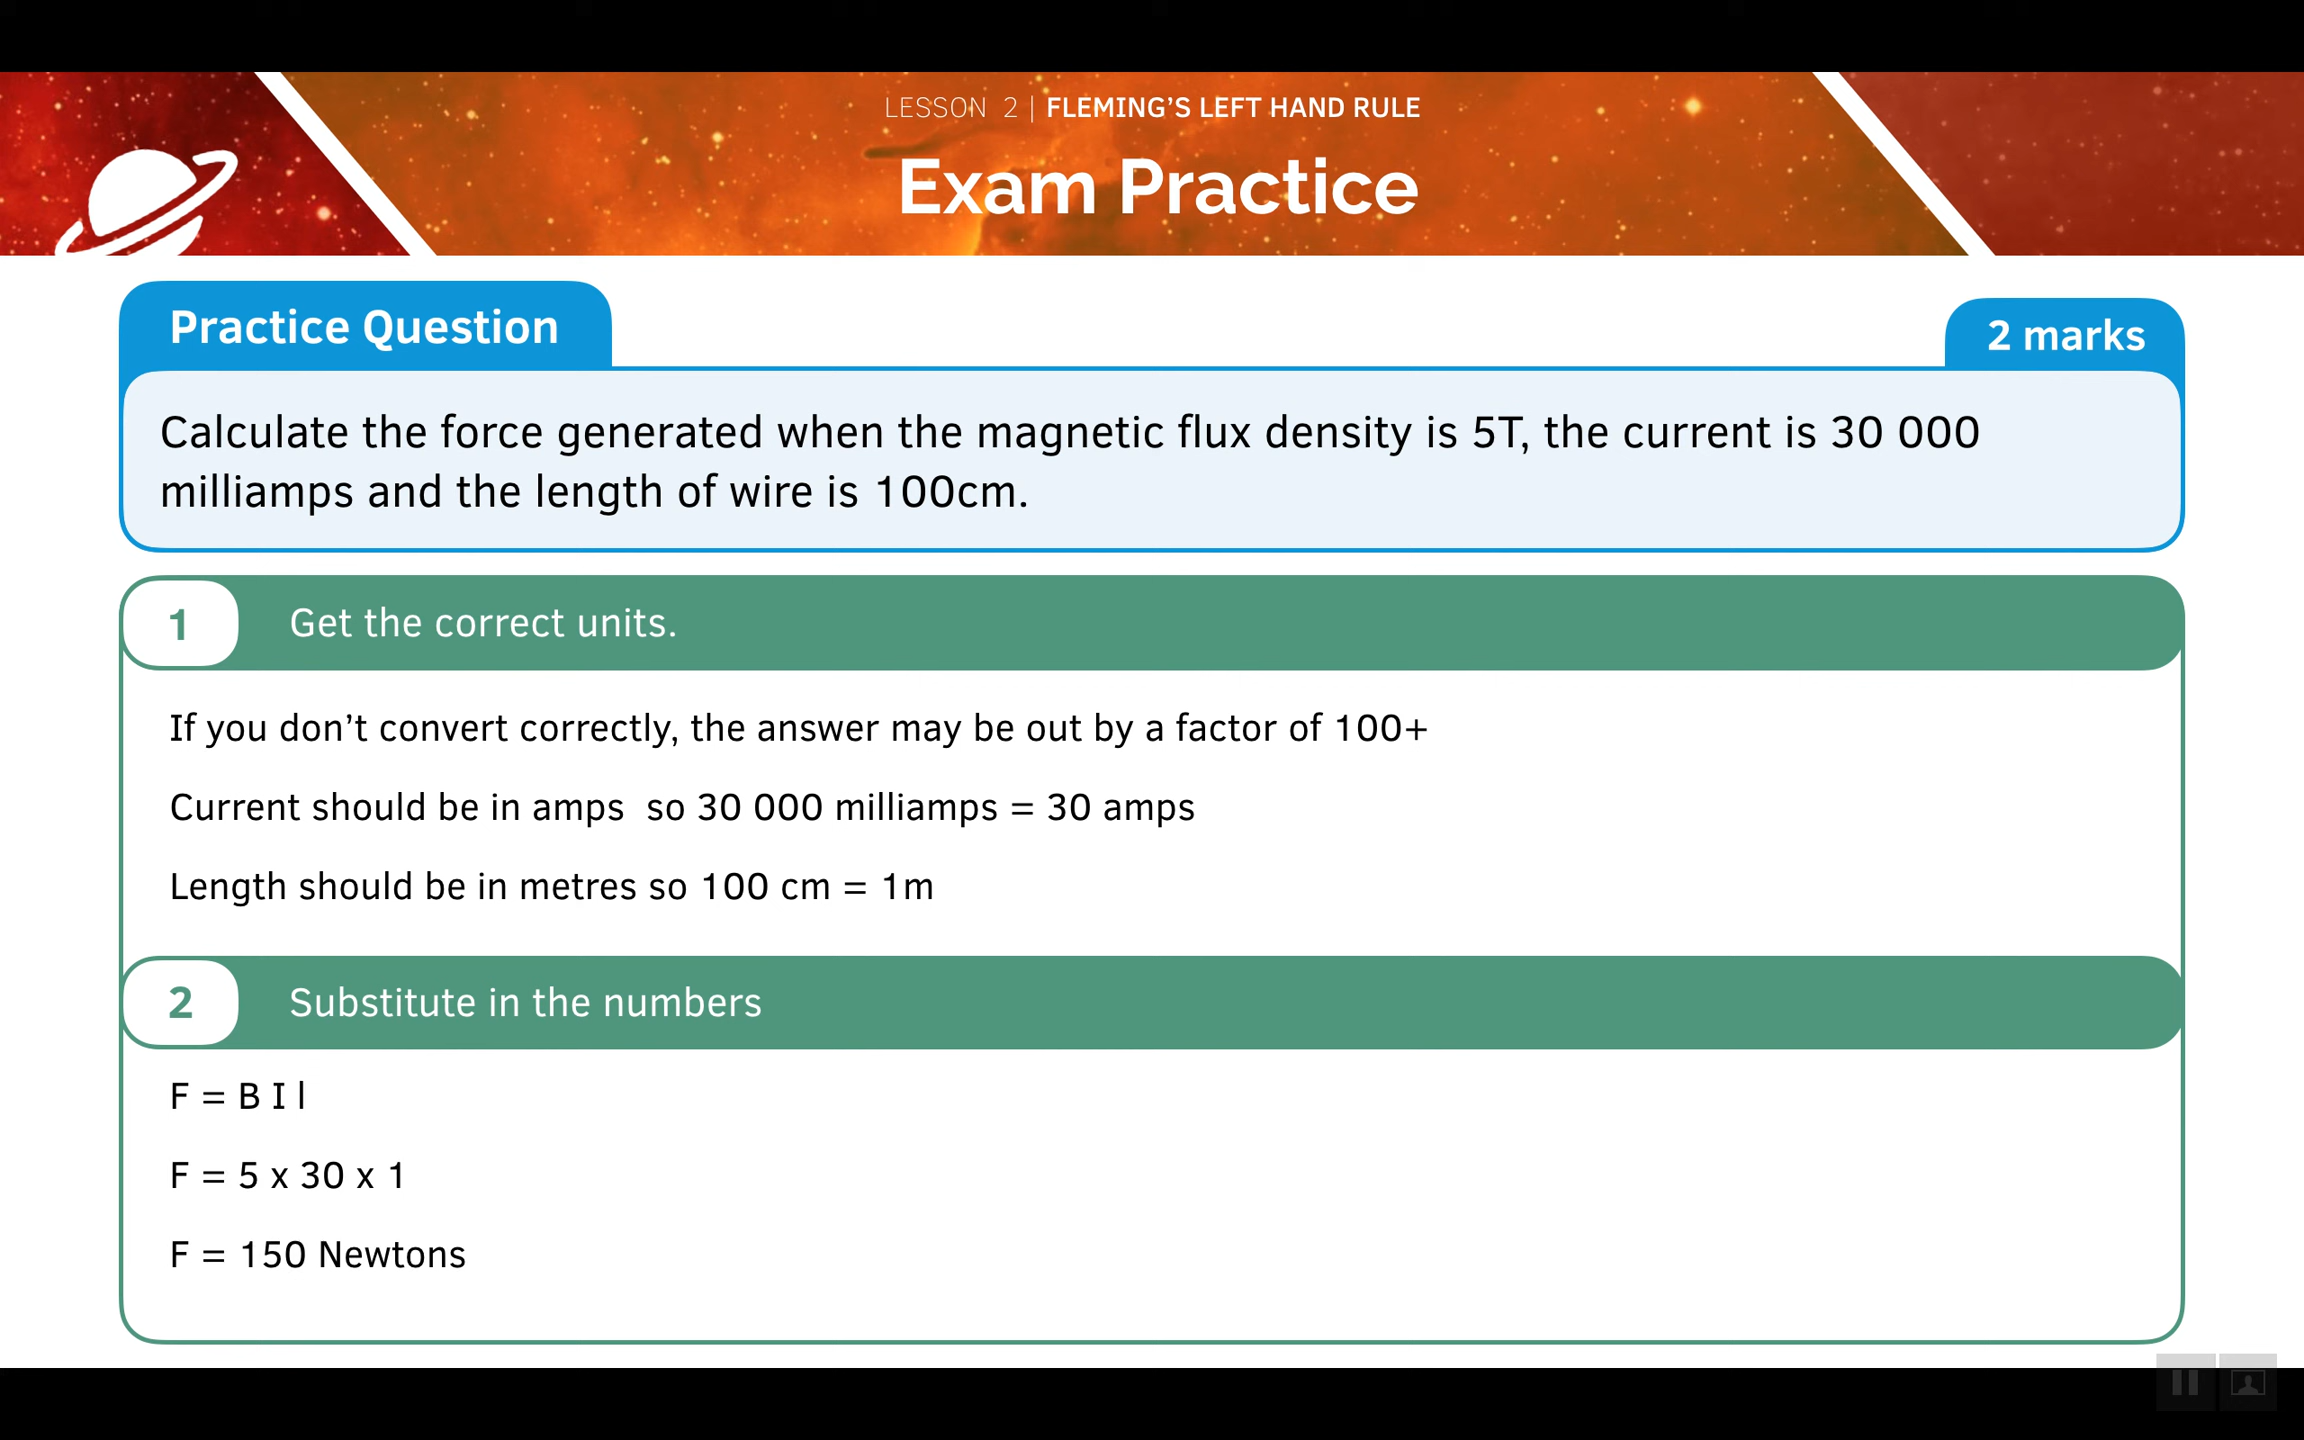 LESSON 2 | FLEMING'S LEFT HAND RULE
Exam Practice
Practice Question
2 marks
Calculate the force generated when the magnetic flux density is 5T, the current is 30 000
milliamps and the length of wire is 100cm.
1 Get the correct units.
If you don't convert correctly, the answer may be out by a factor of 100+
Current should be in amps  so 30 000 milliamps = 30 amps
Length should be in metres so 100 cm = 1m
2 Substitute in the numbers
F = B I l
F = 5 x 30 x 1
F = 150 Newtons